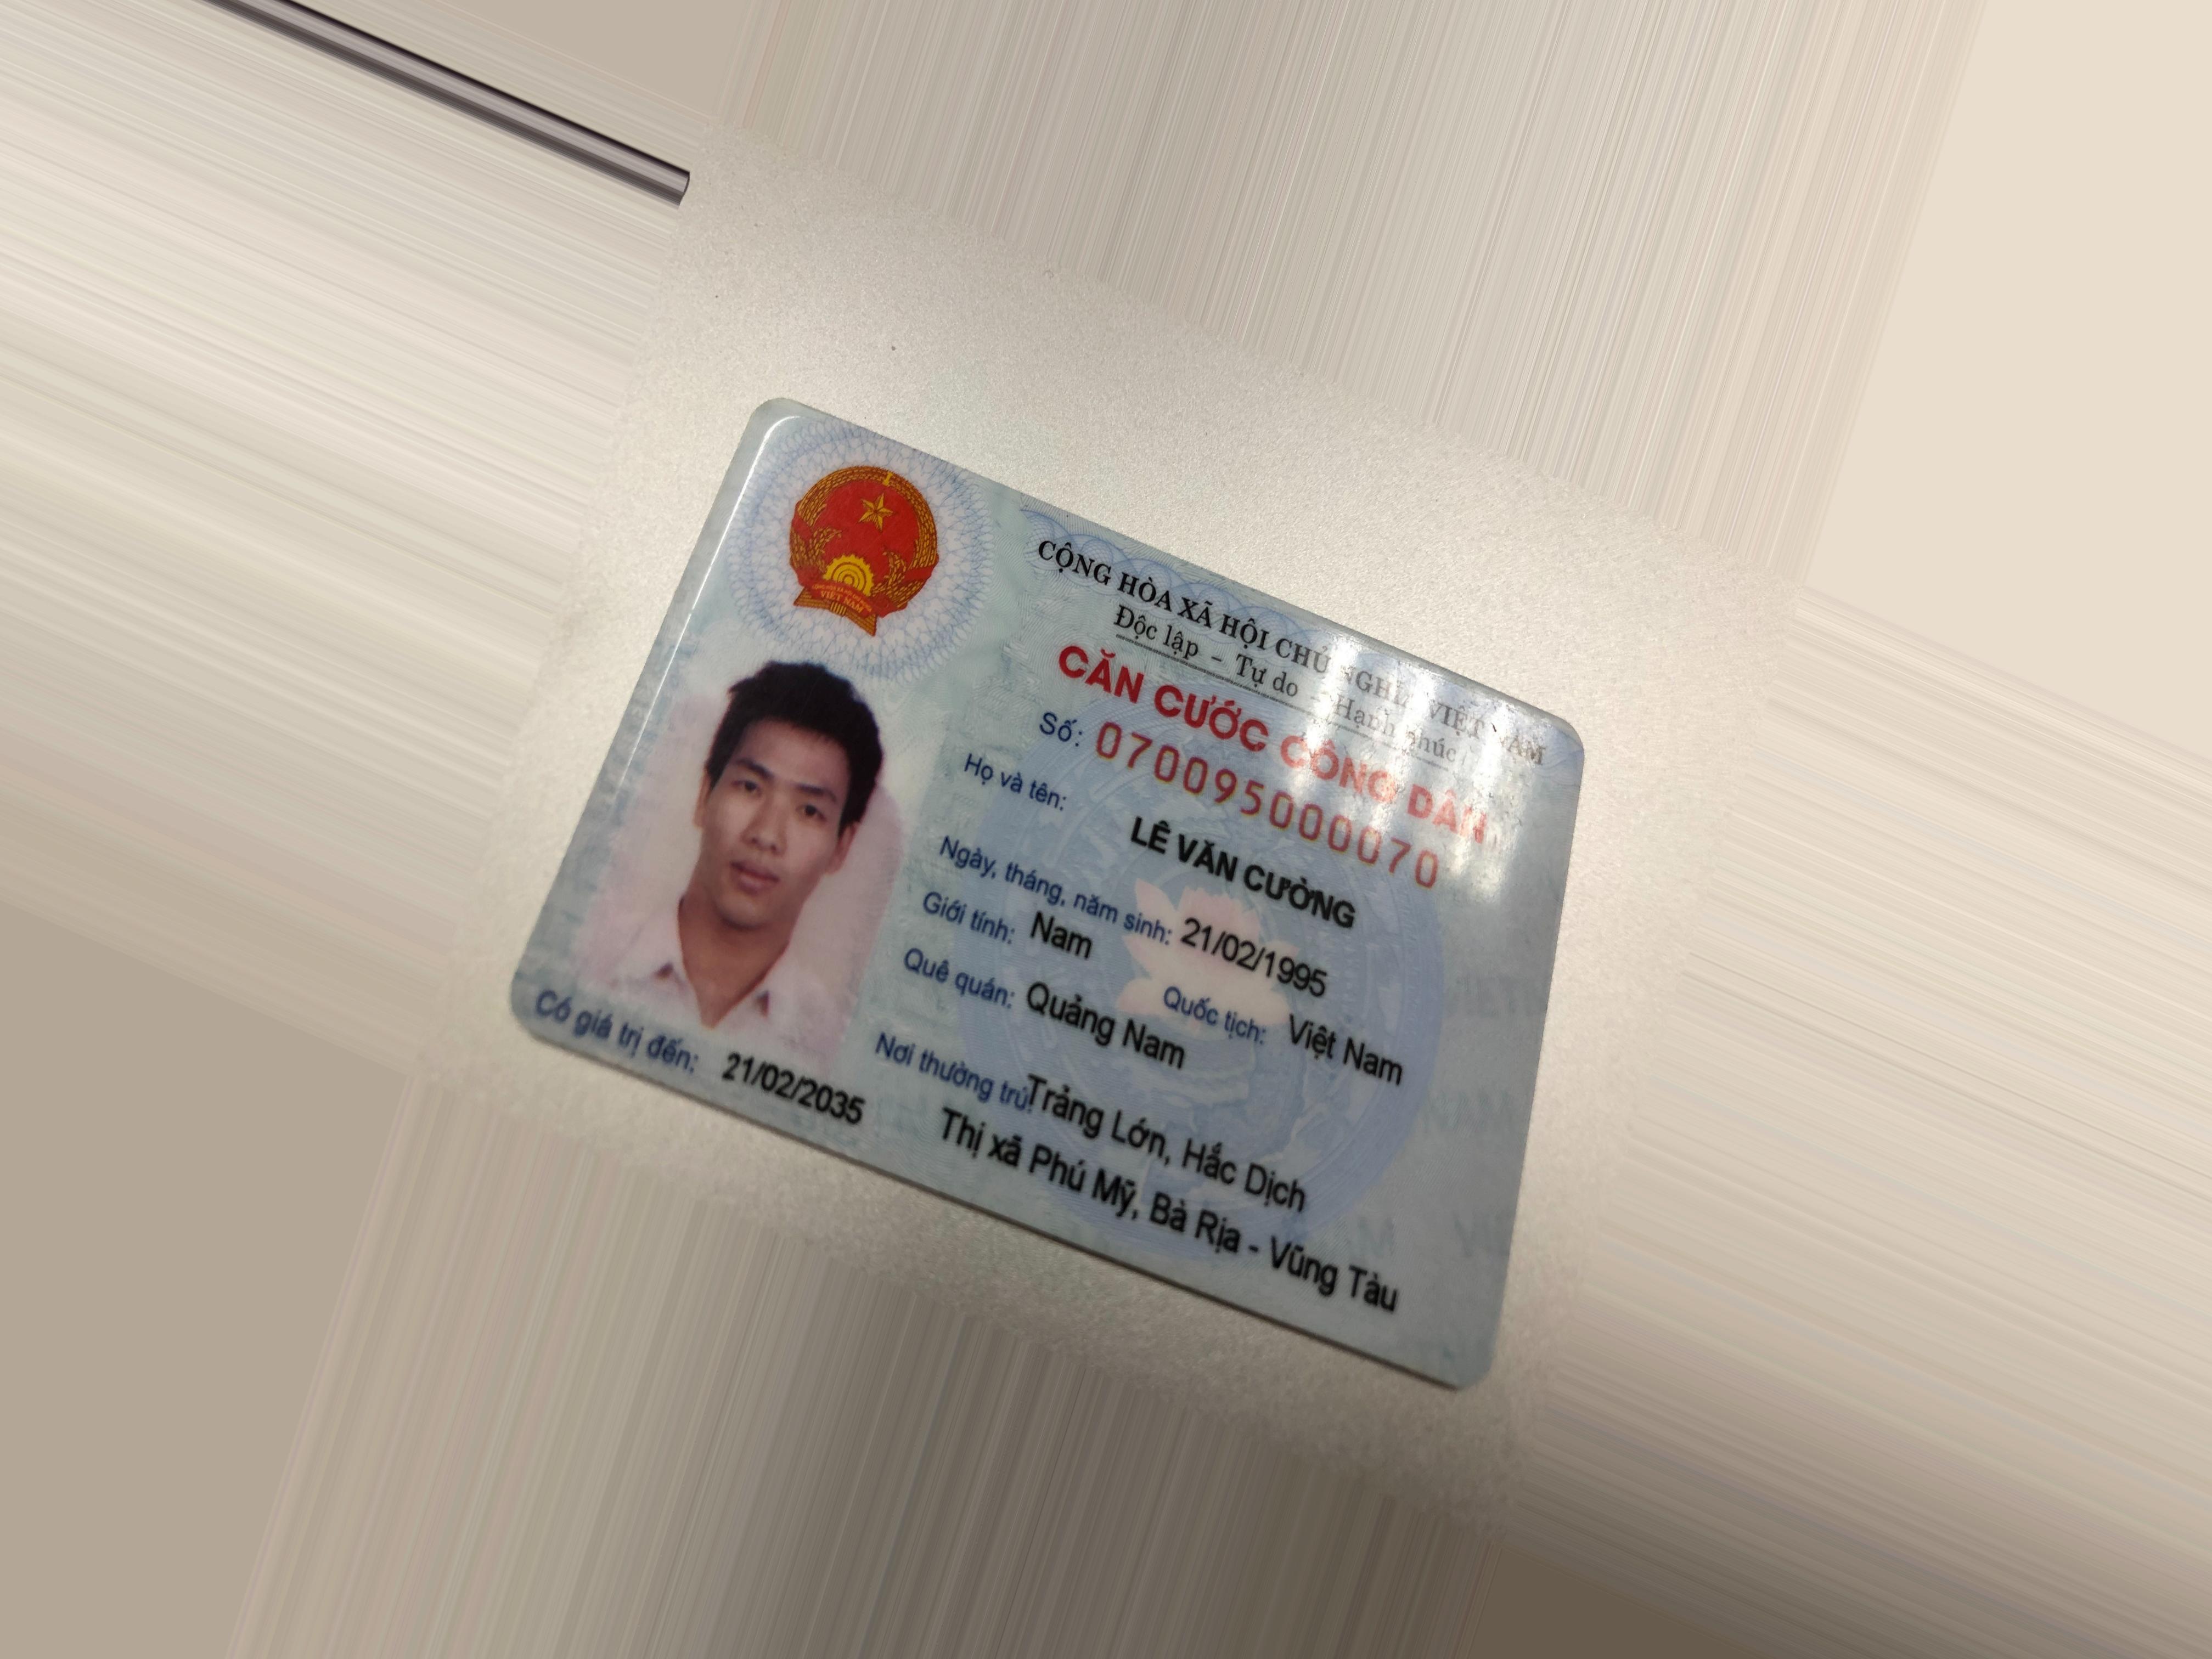 CỘNG HÒA XÃ HỘI CHỦ NGHĨA VIỆT NAM
Độc lập - Tự do - Hạnh phúc
CĂN CƯỚC CÔNG DÂN
Số: 070095000070
Họ và tên:
LÊ VĂN CƯỜNG
Ngày, tháng, năm sinh: 21/02/1995
Giới tính: Nam Quốc tịch: Việt Nam
Quê quán: Quảng Nam
Nơi thường trú: Trảng Lớn, Hắc Dịch
Thị xã Phú Mỹ, Bà Rịa - Vũng Tàu
Có giá trị đến: 21/02/2035
VIỆT NAM